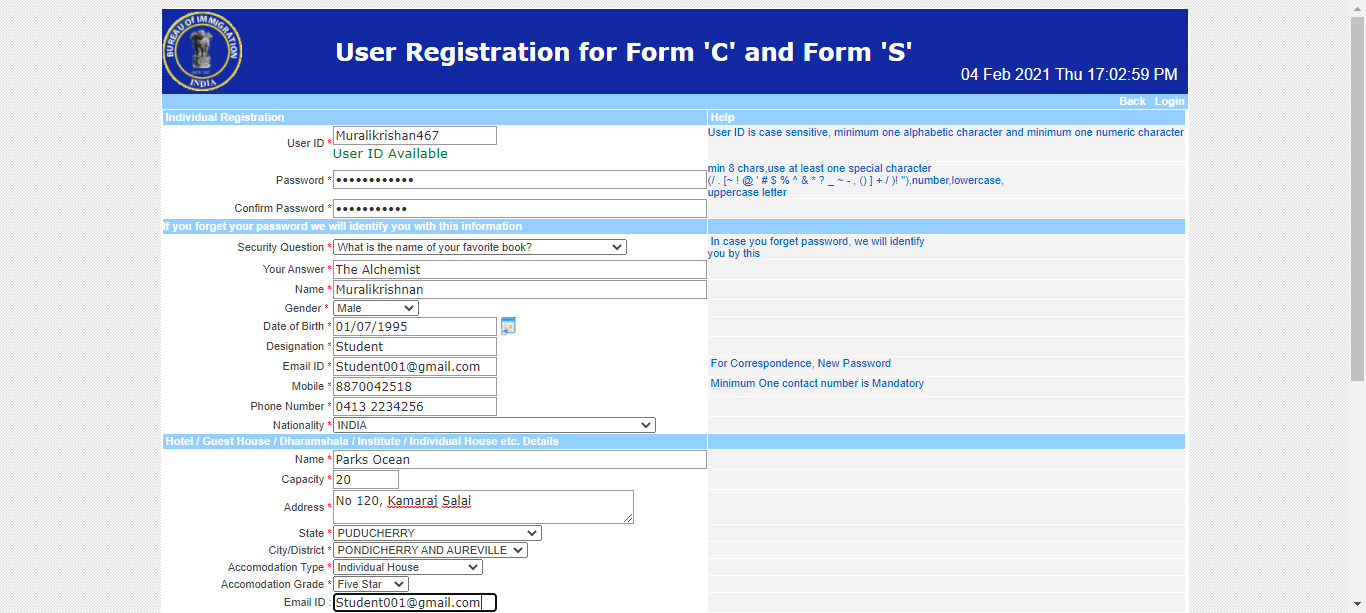 BUREAU OF IMMIGRATION
INDIA
User Registration for Form 'C' and Form 'S'
04 Feb 2021 Thu 17:02:59 PM
Back Login
Individual Registration Help
User ID * Muralikrishan467 User ID is case sensitive, minimum one alphabetic character and minimum one numeric character
User ID Available
Password * •••••••••••• min 8 chars,use at least one special character
(/ . [~ ! @ ' # $ % ^ & * ? _ ~ - , () ] + / )! "),number,lowercase,
uppercase letter
Confirm Password * •••••••••••
If you forget your password we will identify you with this information
Security Question * What is the name of your favorite book? In case you forget password, we will identify
you by this
Your Answer * The Alchemist
Name * Muralikrishnan
Gender * Male
Date of Birth * 01/07/1995
Designation * Student
Email ID * Student001@gmail.com For Correspondence, New Password
Mobile * 8870042518 Minimum One contact number is Mandatory
Phone Number * 0413 2234256
Nationality * INDIA
Hotel / Guest House / Dharamshala / Institute / Individual House etc. Details
Name * Parks Ocean
Capacity * 20
Address * No 120, Kamaraj Salai
State * PUDUCHERRY
City/District * PONDICHERRY AND AUREVILLE
Accomodation Type * Individual House
Accomodation Grade * Five Star
Email ID : Student001@gmail.com